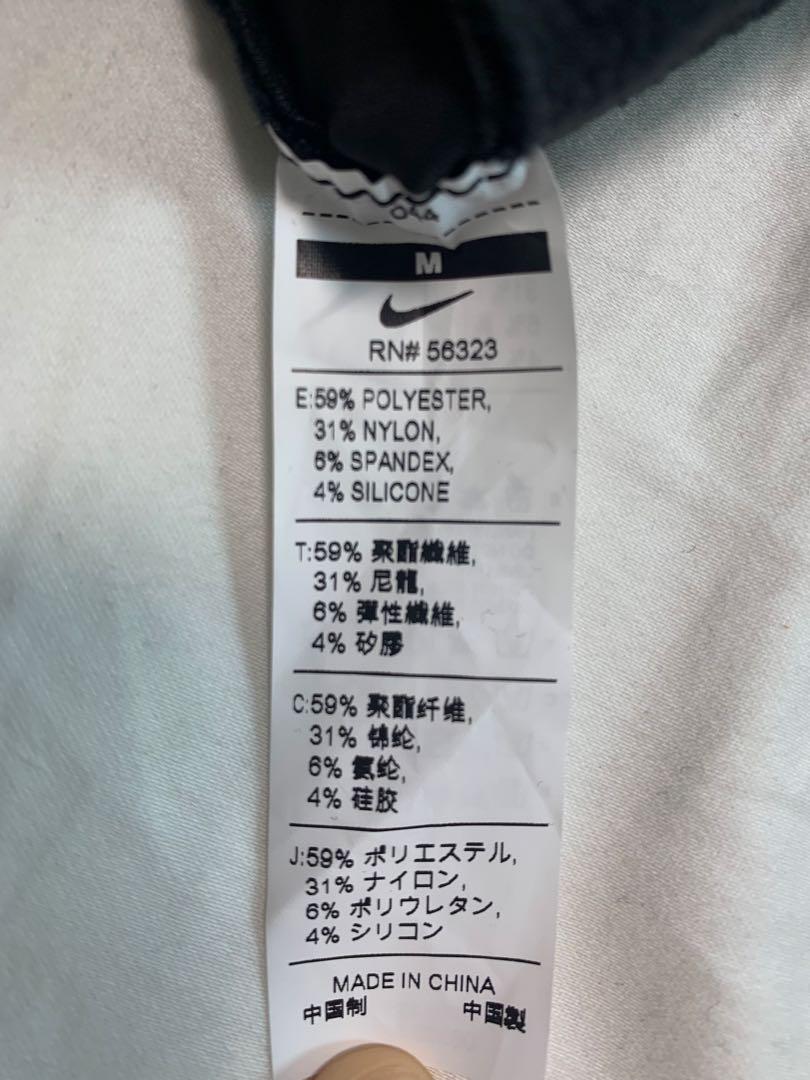 044
M
RN# 56323
E:59% POLYESTER,
31% NYLON,
6% SPANDEX,
4% SILICONE
T:59% 聚酯纖維,
31% 尼龍,
6% 彈性纖維,
4% 矽膠
C:59% 聚酯纤维,
31% 锦纶,
6% 氨纶,
4% 硅胶
J:59% ポリエステル,
31% ナイロン,
6% ポリウレタン,
4% シリコン
MADE IN CHINA
中国制 中国製